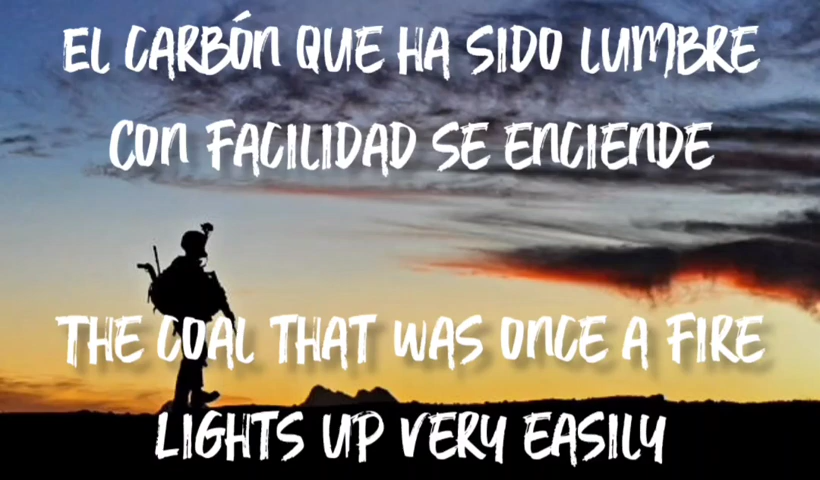 EL CARBÓN QUE HA SIDO LUMBRE
CON FACILIDAD SE ENCIENDE
THE COAL THAT WAS ONCE A FIRE
LIGHTS UP VERY EASILY